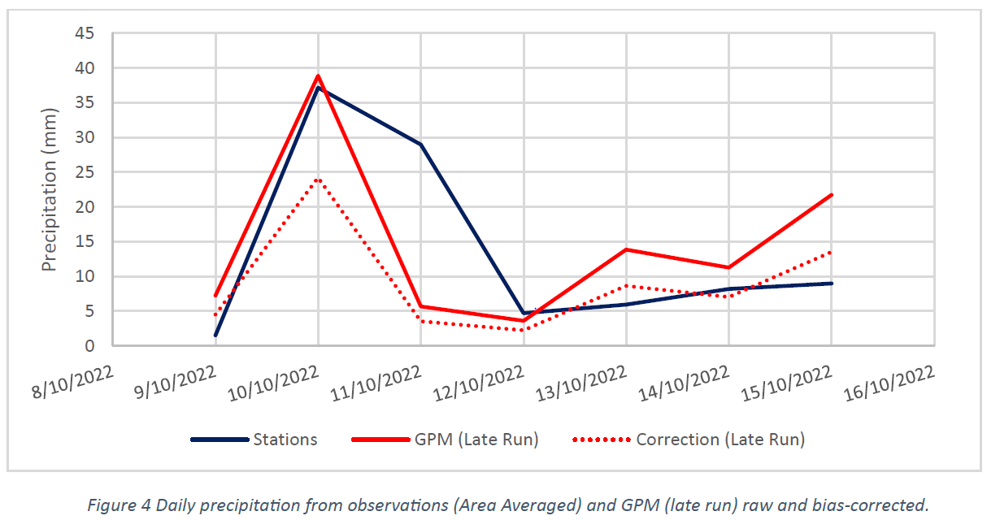 45
40
35
30
25
20
15
10
5
0
Precipitation (mm)
8/10/2022 9/10/2022 10/10/2022 11/10/2022 12/10/2022 13/10/2022 14/10/2022 15/10/2022 16/10/2022
Stations GPM (Late Run) Correction (Late Run)
Figure 4 Daily precipitation from observations (Area Averaged) and GPM (late run) raw and bias-corrected.